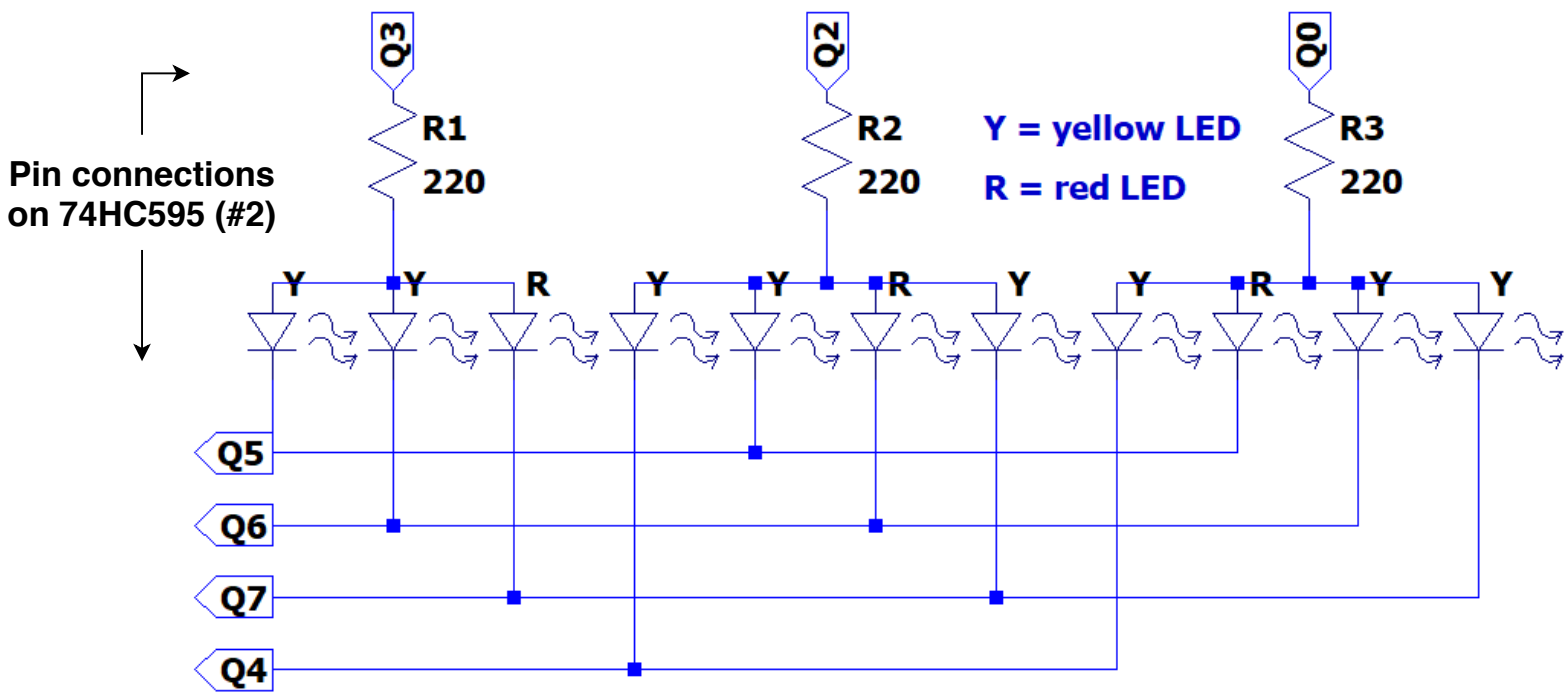 Q3
Q2
Q0
R1
220
R2
220
Y = yellow LED
R = red LED
R3
220
Pin connections
on 74HC595 (#2)
Y Y R Y Y R Y Y R Y Y
Q5
Q6
Q7
Q4